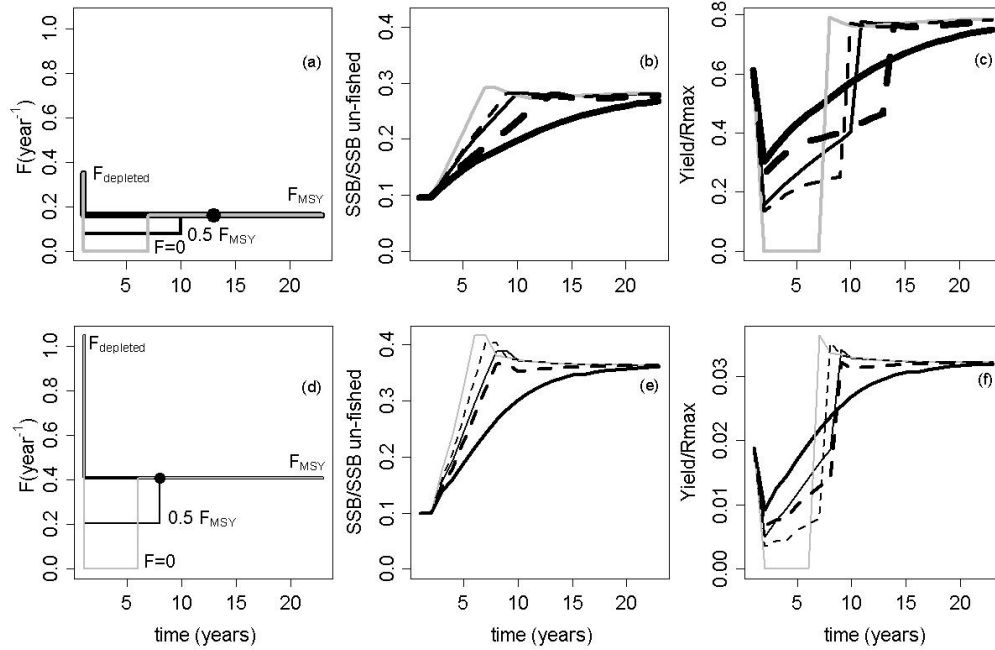 F(year⁻¹)
0.0 0.2 0.4 0.6 0.8 1.0
(a)
F depleted
F MSY
0.5 F MSY
F=0
5 10 15 20
SSB/SSB un-fished
0.0 0.1 0.2 0.3 0.4
(b)
5 10 15 20
Yield/Rmax
0.0 0.2 0.4 0.6 0.8
(c)
5 10 15 20
F(year⁻¹)
0.0 0.2 0.4 0.6 0.8 1.0
F depleted
(d)
F MSY
0.5 F MSY
F=0
5 10 15 20
time (years)
SSB/SSB un-fished
0.0 0.1 0.2 0.3 0.4
(e)
5 10 15 20
time (years)
Yield/Rmax
0.00 0.01 0.02 0.03
(f)
5 10 15 20
time (years)